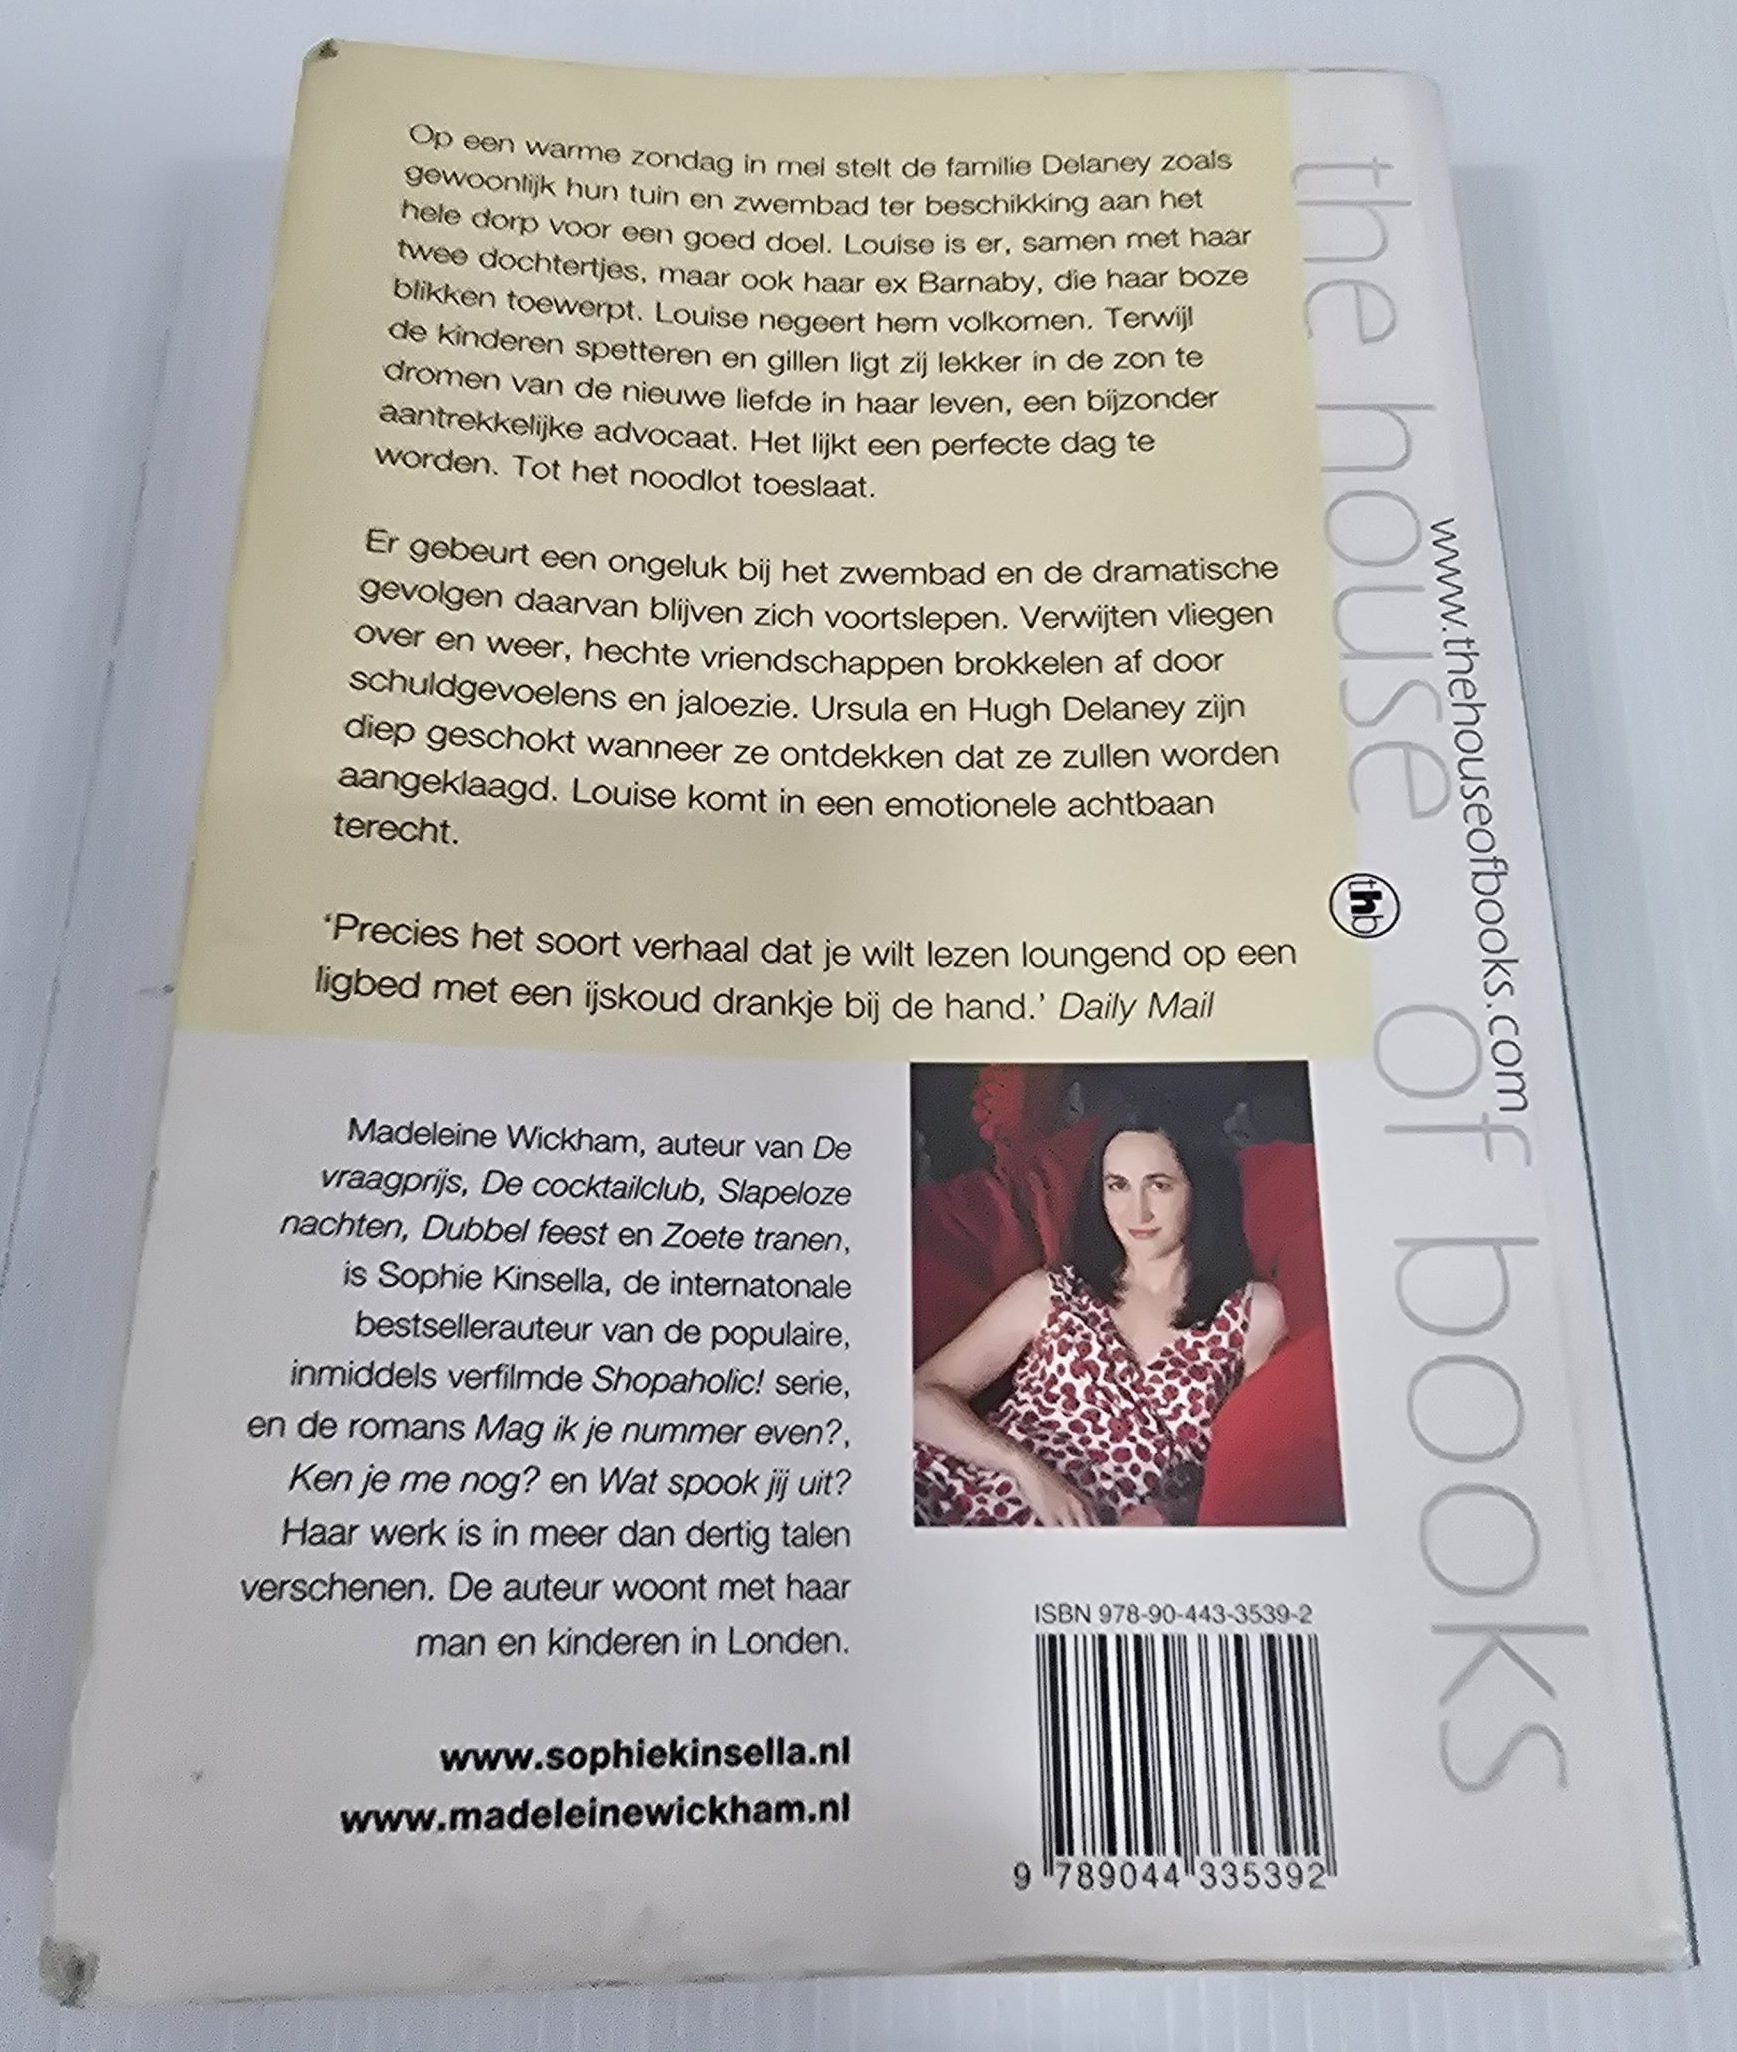 Op een warme zondag in mei stelt de familie Delaney zoals
gewoonlijk hun tuin en zwembad ter beschikking aan het
hele dorp voor een goed doel. Louise is er, samen met haar
twee dochtertjes, maar ook haar ex Barnaby, die haar boze
blikken toewerpt. Louise negeert hem volkomen. Terwijl
de kinderen spetteren en gillen ligt zij lekker in de zon te
dromen van de nieuwe liefde in haar leven, een bijzonder
aantrekkelijke advocaat. Het lijkt een perfecte dag te
worden. Tot het noodlot toeslaat.
Er gebeurt een ongeluk bij het zwembad en de dramatische
gevolgen daarvan blijven zich voortslepen. Verwijten vliegen
over en weer, hechte vriendschappen brokkelen af door
schuldgevoelens en jaloezie. Ursula en Hugh Delaney zijn
diep geschokt wanneer ze ontdekken dat ze zullen worden
aangeklaagd. Louise komt in een emotionele achtbaan
terecht.
'Precies het soort verhaal dat je wilt lezen loungend op een
ligbed met een ijskoud drankje bij de hand.' Daily Mail
Madeleine Wickham, auteur van De
vraagprijs, De cocktailclub, Slapeloze
nachten, Dubbel feest en Zoete tranen,
is Sophie Kinsella, de internatonale
bestsellerauteur van de populaire,
inmiddels verfilmde Shopaholic! serie,
en de romans Mag ik je nummer even?,
Ken je me nog? en Wat spook jij uit?
Haar werk is in meer dan dertig talen
verschenen. De auteur woont met haar
man en kinderen in Londen.
www.sophiekinsella.nl
www.madeleinewickham.nl
ISBN 978-90-443-3539-2
9 789044 335392
the house of books
thb
www.thehouseofbooks.com